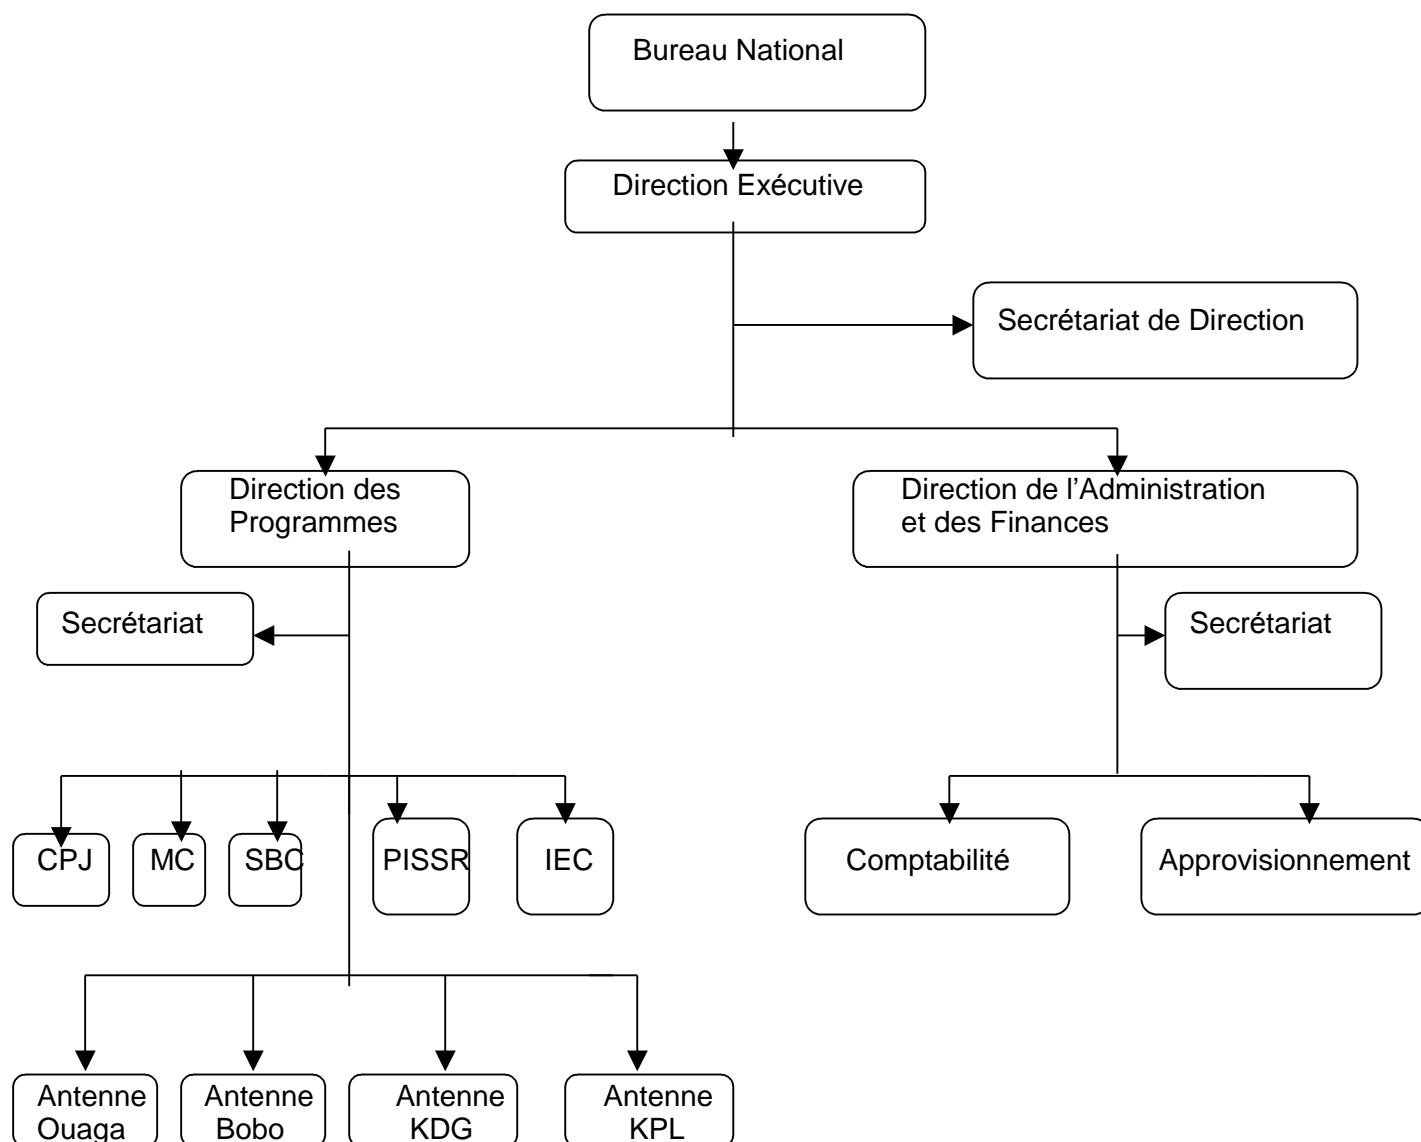 Bureau National
Direction Exécutive
Secrétariat de Direction
Direction des
Programmes
Direction de l’Administration
et des Finances
Secrétariat
Secrétariat
CPJ
MC
SBC
PISSR
IEC
Comptabilité
Approvisionnement
Antenne
Ouaga
Antenne
Bobo
Antenne
KDG
Antenne
KPL